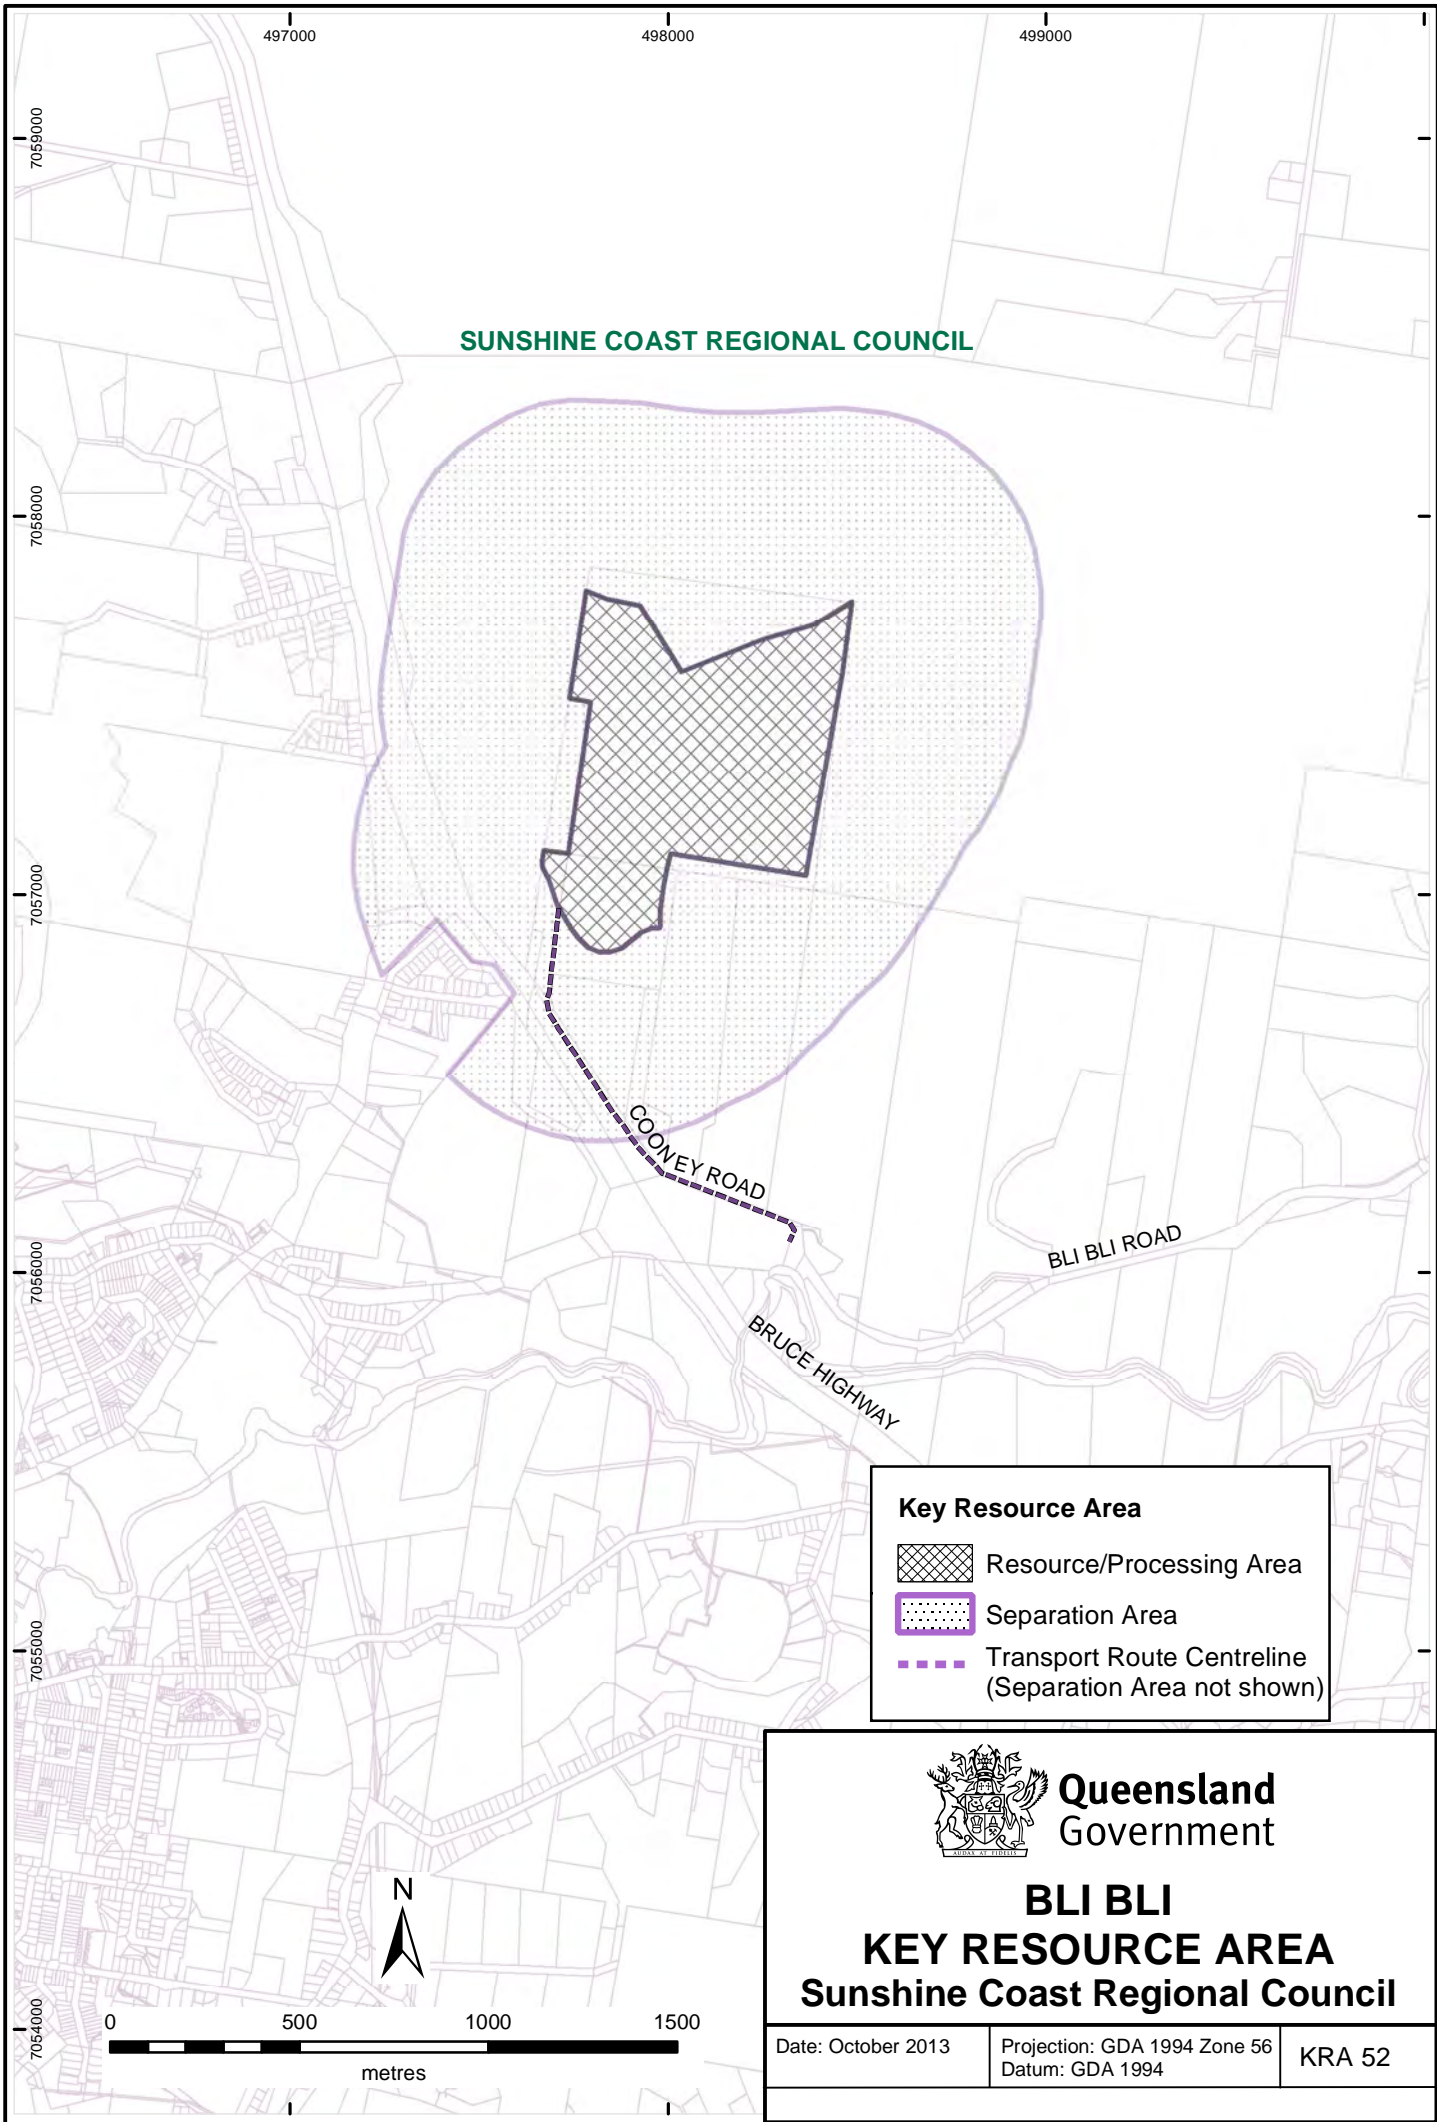 497000
498000
499000
7059000
SUNSHINE COAST REGIONAL COUNCIL
7058000
7057000
COONEY ROAD
BLI BLI ROAD
7056000
BRUCE HIGHWAY
Key Resource Area
Resource/Processing Area
Separation Area
Transport Route Centreline
(Separation Area not shown)
7055000
Queensland
Government
AUDAX AT FIDELIS
BLI BLI
KEY RESOURCE AREA
Sunshine Coast Regional Council
N
7054000
0 500 1000 1500
metres
Date: October 2013
Projection: GDA 1994 Zone 56
Datum: GDA 1994
KRA 52